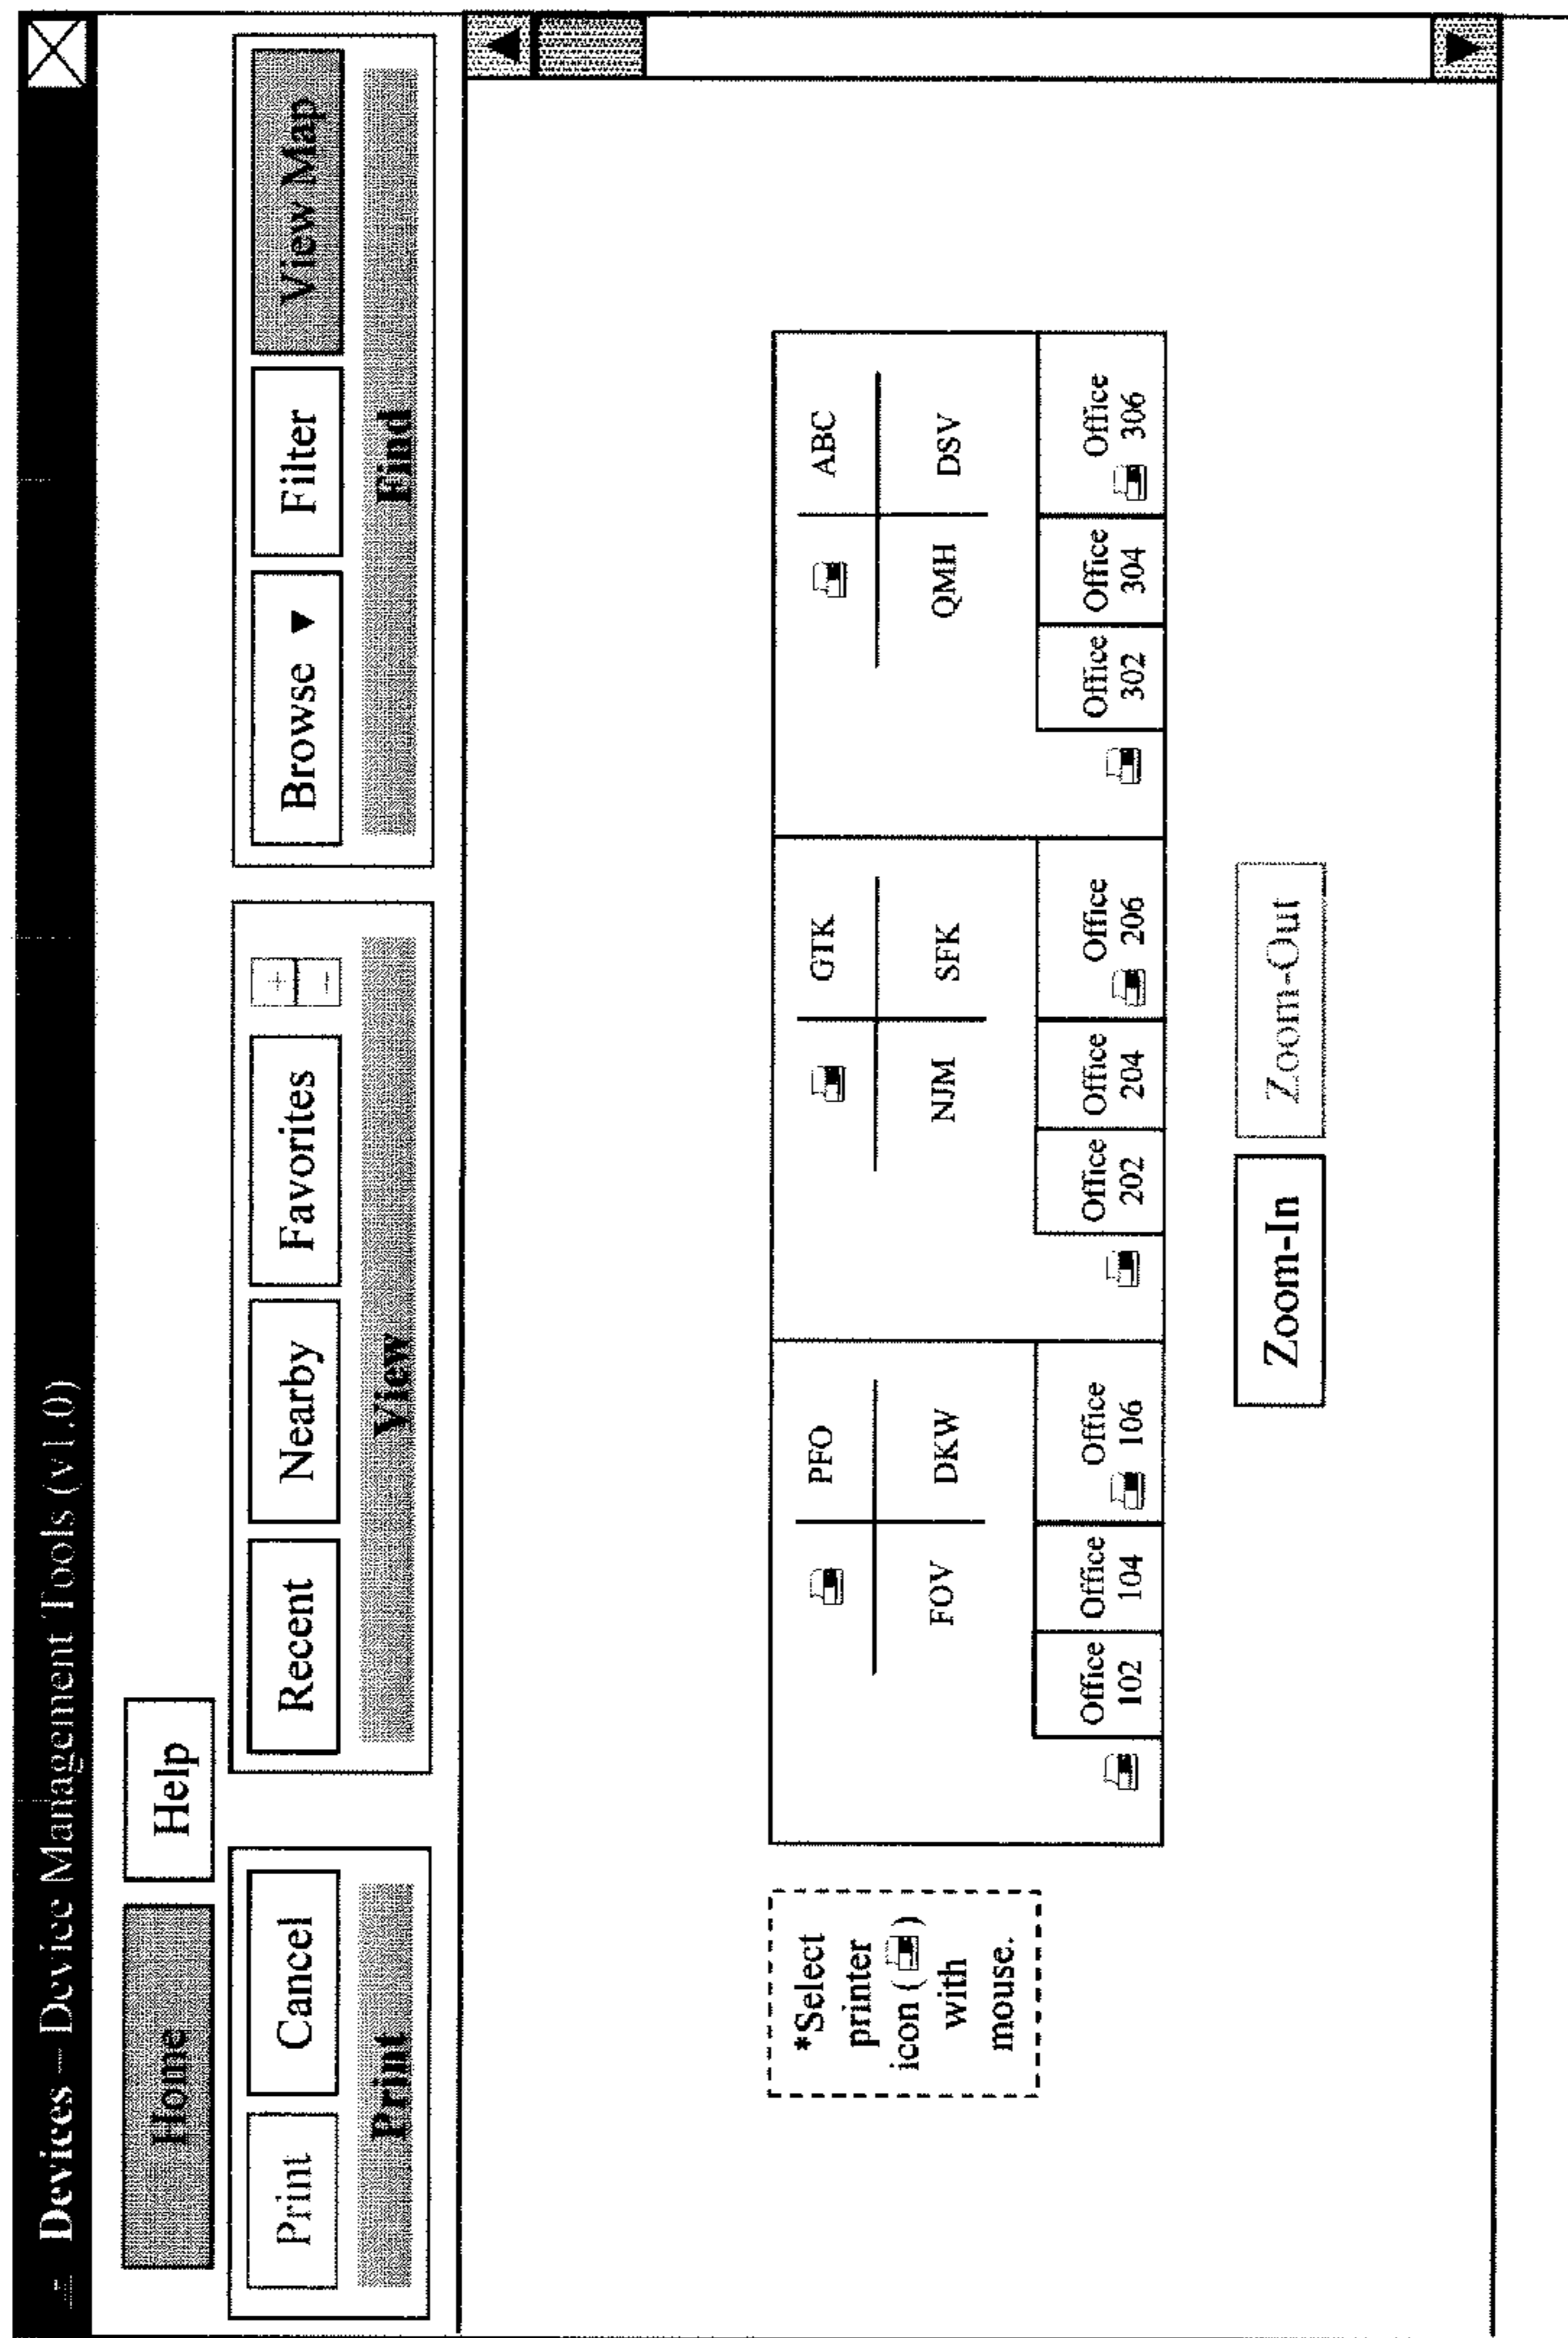 Devices – Device Management Tools (v1.0)
Home Help
Print Cancel Recent Nearby Favorites + − Browse ▼ Filter View Map
Print View Find
*Select
printer
icon ( )
with
mouse.
PFO GTK ABC
FOV DKW NJM SFK QMH DSV
Office Office Office Office Office Office Office Office Office
102 104 106 202 204 206 302 304 306
Zoom-In Zoom-Out